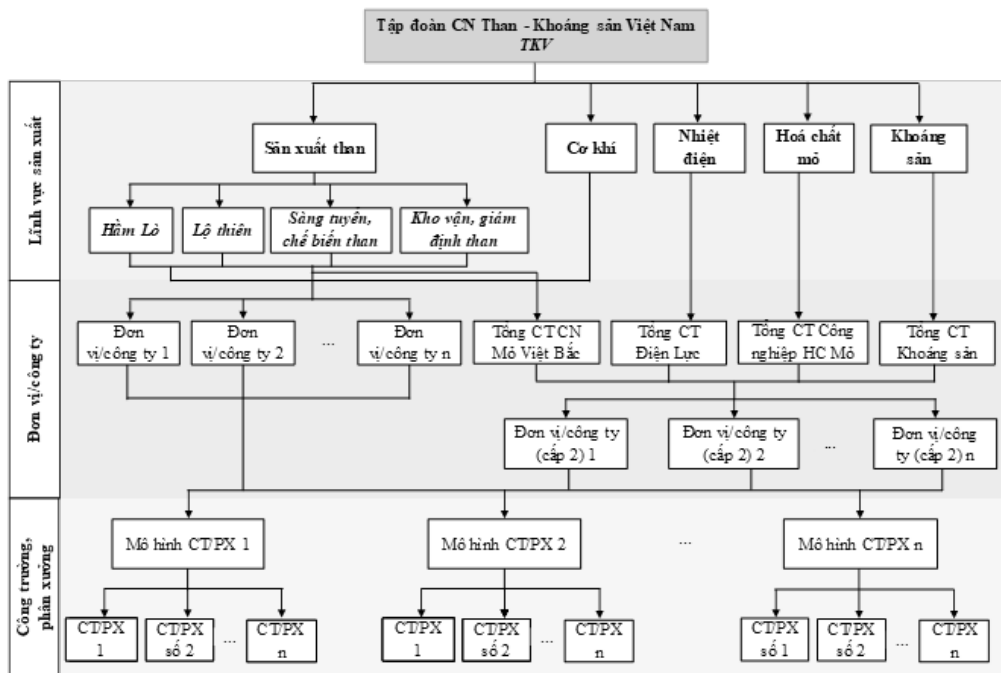 Tập đoàn CN Than - Khoáng sản Việt Nam
TKV
Lĩnh vực sản xuất
Sản xuất than
Cơ khí
Nhiệt
điện
Hoá chất
mỏ
Khoáng
sản
Hầm Lò
Lộ thiên
Sàng tuyển,
chế biến than
Kho vận, giám
định than
Đơn vị/công ty
Đơn
vị/công ty 1
Đơn
vị/công ty 2
...
Đơn
vị/công ty n
Tổng CT CN
Mỏ Việt Bắc
Tổng CT
Điện Lực
Tổng CT Công
nghiệp HC Mỏ
Tổng CT
Khoáng sản
Đơn vị/công ty
(cấp 2) 1
Đơn vị/công ty
(cấp 2) 2
...
Đơn vị/công
ty (cấp 2) n
Công trường,
phân xưởng
Mô hình CT/PX 1
Mô hình CT/PX 2
...
Mô hình CT/PX n
CT/PX
1
CT/PX
số 2
...
CT/PX
n
CT/PX
1
CT/PX
số 2
...
CT/PX
n
CT/PX
số 1
CT/PX
số 2
...
CT/PX
n